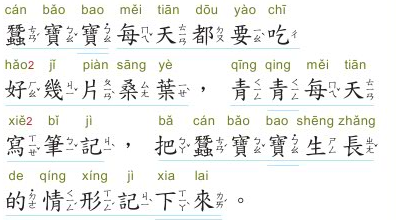 cán bǎo bao měi tiān dōu yào chī
蠶寶寶每天都要吃
hǎo2 jǐ piàn sāng yè qīng qing měi tiān
好幾片桑葉，青青每天
xiě2 bǐ jì bǎ cán bǎo bao shēng zhǎng
寫筆記，把蠶寶寶生長
de qíng xíng jì xia lai
的情形記下來。